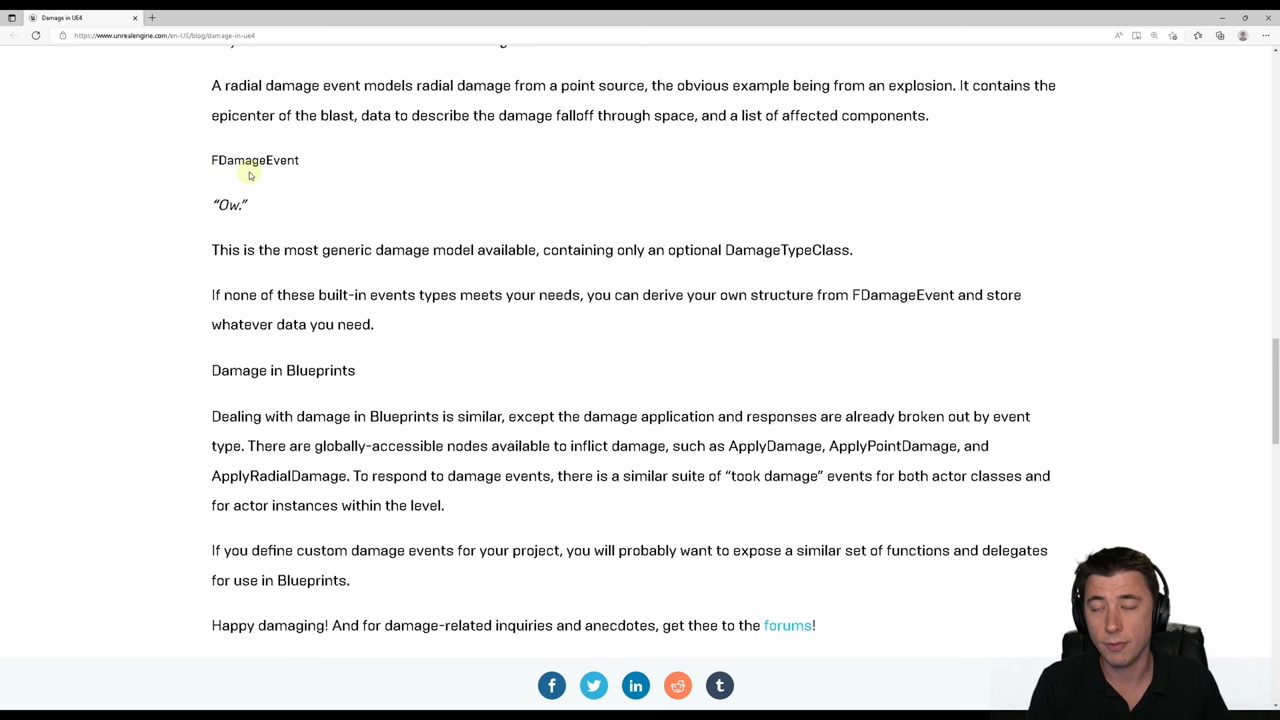 Damage in UE4
https://www.unrealengine.com/en-US/blog/damage-in-ue4
A radial damage event models radial damage from a point source, the obvious example being from an explosion. It contains the
epicenter of the blast, data to describe the damage falloff through space, and a list of affected components.
FDamageEvent
“Ow.”
This is the most generic damage model available, containing only an optional DamageTypeClass.
If none of these built-in events types meets your needs, you can derive your own structure from FDamageEvent and store
whatever data you need.
Damage in Blueprints
Dealing with damage in Blueprints is similar, except the damage application and responses are already broken out by event
type. There are globally-accessible nodes available to inflict damage, such as ApplyDamage, ApplyPointDamage, and
ApplyRadialDamage. To respond to damage events, there is a similar suite of “took damage” events for both actor classes and
for actor instances within the level.
If you define custom damage events for your project, you will probably want to expose a similar set of functions and delegates
for use in Blueprints.
Happy damaging! And for damage-related inquiries and anecdotes, get thee to the forums!